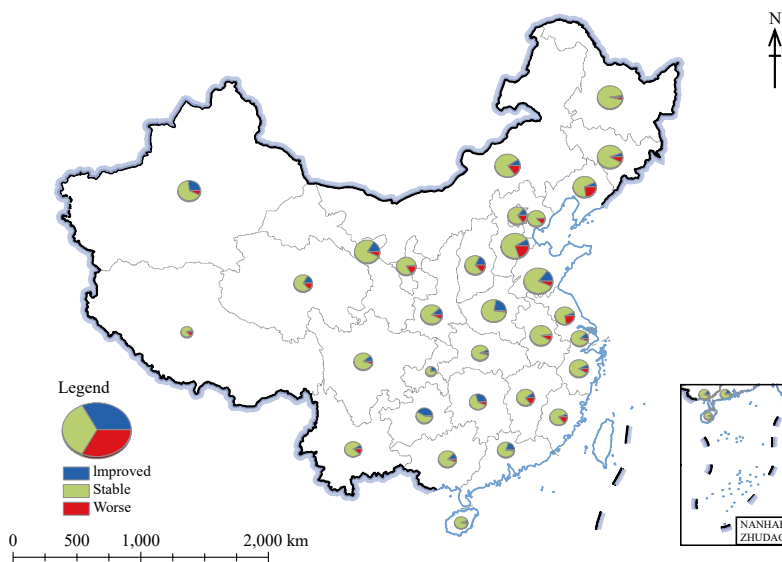 N
Legend
Improved
Stable
Worse
0 500 1,000 2,000 km
NANHAI
ZHUDAO